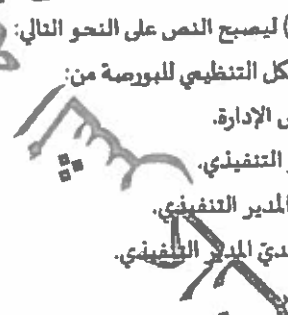 ) ليصبح النص على النحو التالي:
كل التنظيمي للبورصة من:
الإدارة.
التنفيذي.
المدير التنفيذي.
المدير التنفيذي.